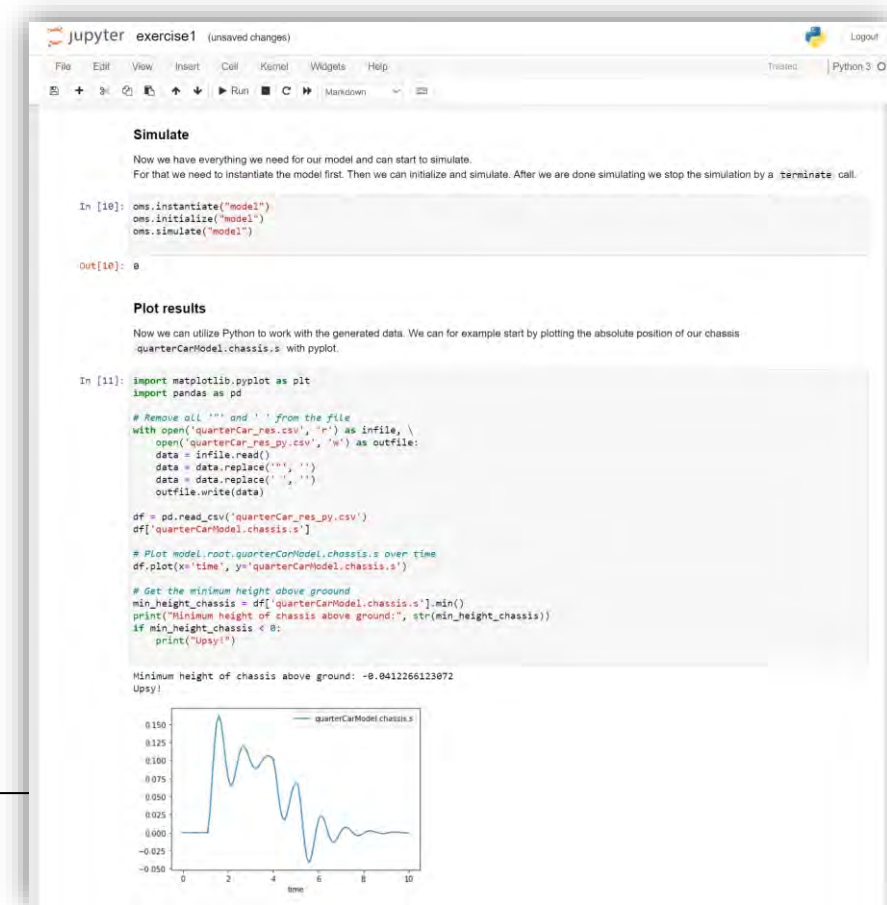 jupyter exercise1 (unsaved changes)
Logout
File Edit View Insert Cell Kernel Widgets Help
Trusted Python 3
Run Markdown
Simulate
Now we have everything we need for our model and can start to simulate.
For that we need to instantiate the model first. Then we can initialize and simulate. After we are done simulating we stop the simulation by a terminate call.
In [10]: oms.instantiate("model")
oms.initialize("model")
oms.simulate("model")
Out[10]: 0
Plot results
Now we can utilize Python to work with the generated data. We can for example start by plotting the absolute position of our chassis
quarterCarModel.chassis.s with pyplot.
In [11]: import matplotlib.pyplot as plt
import pandas as pd
# Remove all '"' and ' ' from the file
with open('quarterCar_res.csv', 'r') as infile, \
open('quarterCar_res_py.csv', 'w') as outfile:
data = infile.read()
data = data.replace('"', '')
data = data.replace(' ', '')
outfile.write(data)
df = pd.read_csv('quarterCar_res_py.csv')
df['quarterCarModel.chassis.s']
# Plot model.root.quarterCarModel.chassis.s over time
df.plot(x='time', y='quarterCarModel.chassis.s')
# Get the minimum height above groound
min_height_chassis = df['quarterCarModel.chassis.s'].min()
print("Minimum height of chassis above ground:", str(min_height_chassis))
if min_height_chassis < 0:
print("Upsy!")
Minimum height of chassis above ground: -0.0412266123072
Upsy!
quarterCarModel.chassis.s
0.150
0.125
0.100
0.075
0.050
0.025
0.000
-0.025
-0.050
0 2 4 6 8 10
time